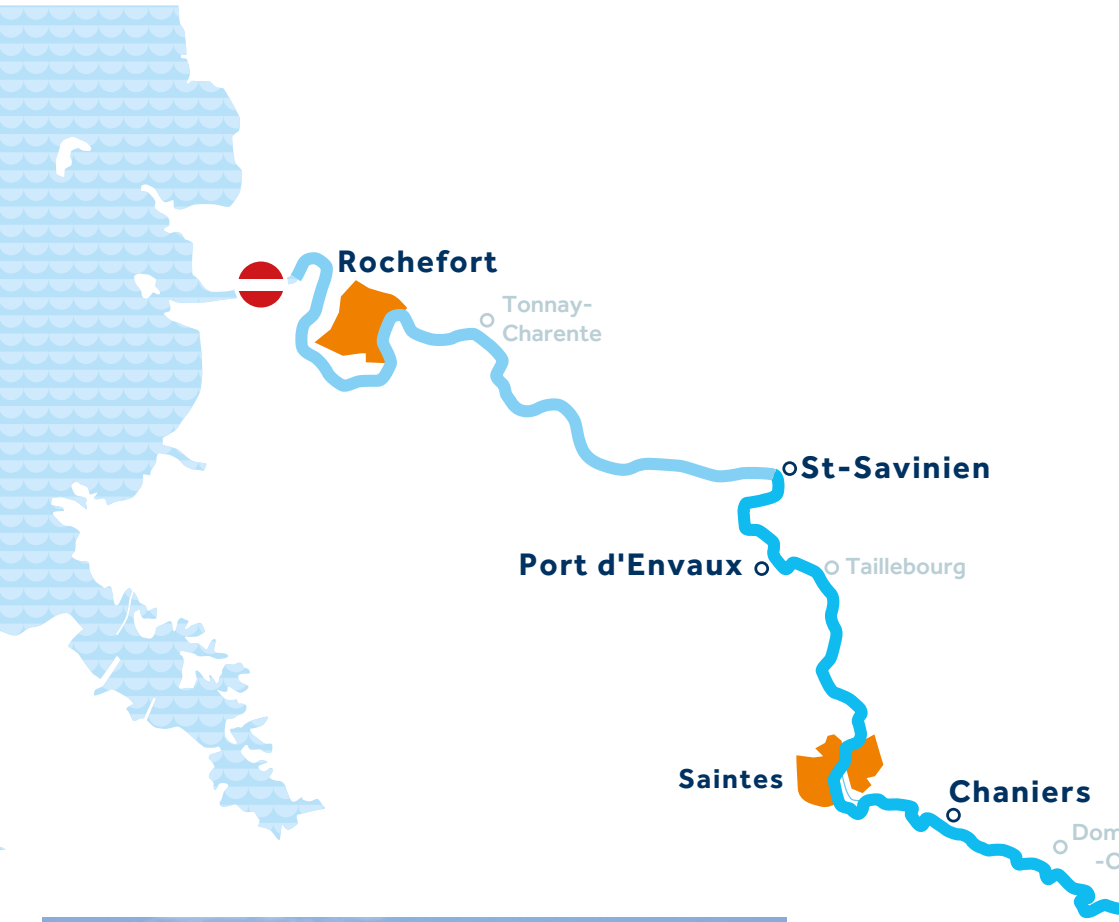 Rochefort
Tonnay-
Charente
St-Savinien
Port d'Envaux
Taillebourg
Saintes
Chaniers